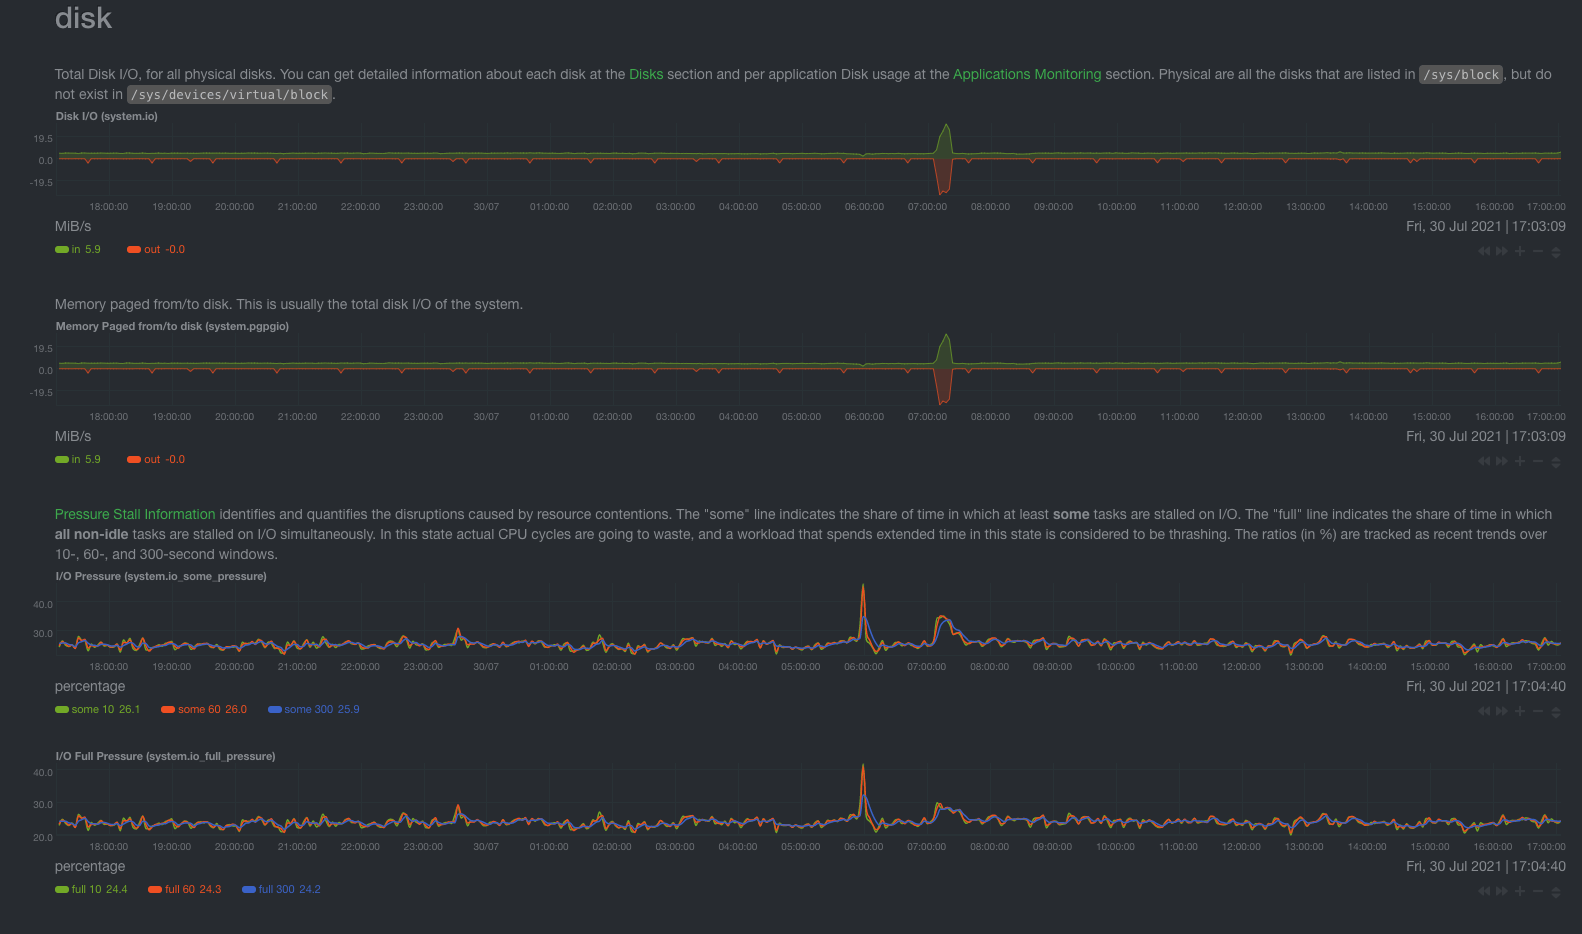 disk
Total Disk I/O, for all physical disks. You can get detailed information about each disk at the Disks section and per application Disk usage at the Applications Monitoring section. Physical are all the disks that are listed in /sys/block, but do
not exist in /sys/devices/virtual/block.
Disk I/O (system.io)
19.5
0.0
-19.5
18:00:00 19:00:00 20:00:00 21:00:00 22:00:00 23:00:00 30/07 01:00:00 02:00:00 03:00:00 04:00:00 05:00:00 06:00:00 07:00:00 08:00:00 09:00:00 10:00:00 11:00:00 12:00:00 13:00:00 14:00:00 15:00:00 16:00:00 17:00:00
MiB/s Fri, 30 Jul 2021 | 17:03:09
in 5.9 out -0.0
Memory paged from/to disk. This is usually the total disk I/O of the system.
Memory Paged from/to disk (system.pgpgio)
19.5
0.0
-19.5
18:00:00 19:00:00 20:00:00 21:00:00 22:00:00 23:00:00 30/07 01:00:00 02:00:00 03:00:00 04:00:00 05:00:00 06:00:00 07:00:00 08:00:00 09:00:00 10:00:00 11:00:00 12:00:00 13:00:00 14:00:00 15:00:00 16:00:00 17:00:00
MiB/s Fri, 30 Jul 2021 | 17:03:09
in 5.9 out -0.0
Pressure Stall Information identifies and quantifies the disruptions caused by resource contentions. The "some" line indicates the share of time in which at least some tasks are stalled on I/O. The "full" line indicates the share of time in which
all non-idle tasks are stalled on I/O simultaneously. In this state actual CPU cycles are going to waste, and a workload that spends extended time in this state is considered to be thrashing. The ratios (in %) are tracked as recent trends over
10-, 60-, and 300-second windows.
I/O Pressure (system.io_some_pressure)
40.0
30.0
18:00:00 19:00:00 20:00:00 21:00:00 22:00:00 23:00:00 30/07 01:00:00 02:00:00 03:00:00 04:00:00 05:00:00 06:00:00 07:00:00 08:00:00 09:00:00 10:00:00 11:00:00 12:00:00 13:00:00 14:00:00 15:00:00 16:00:00 17:00:00
percentage Fri, 30 Jul 2021 | 17:04:40
some 10 26.1 some 60 26.0 some 300 25.9
I/O Full Pressure (system.io_full_pressure)
40.0
30.0
20.0
18:00:00 19:00:00 20:00:00 21:00:00 22:00:00 23:00:00 30/07 01:00:00 02:00:00 03:00:00 04:00:00 05:00:00 06:00:00 07:00:00 08:00:00 09:00:00 10:00:00 11:00:00 12:00:00 13:00:00 14:00:00 15:00:00 16:00:00 17:00:00
percentage Fri, 30 Jul 2021 | 17:04:40
full 10 24.4 full 60 24.3 full 300 24.2